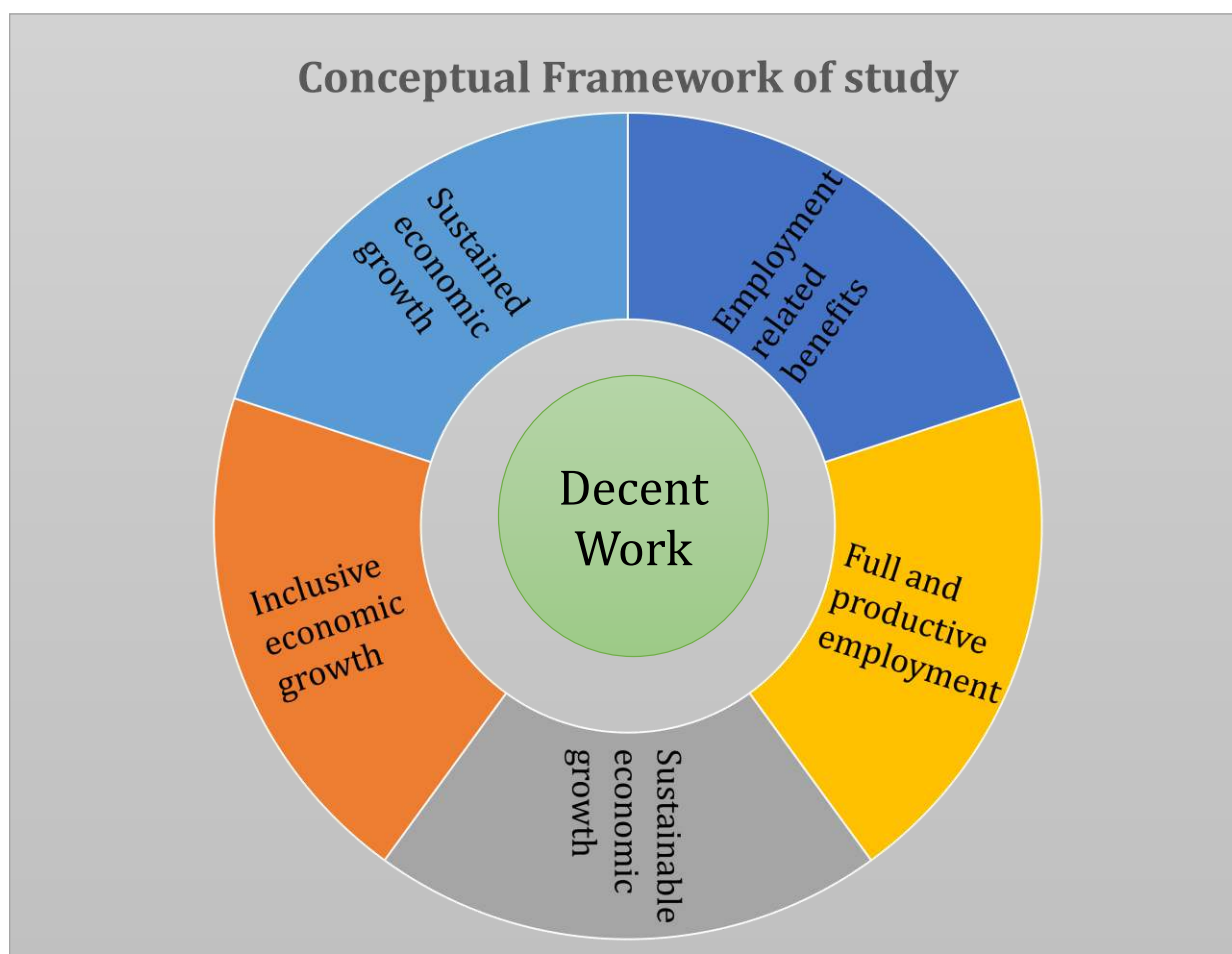 Conceptual Framework of study
Employment
related
benefits
Full and
productive
employment
Sustainable
economic
growth
Inclusive
economic
growth
Sustained
economic
growth
Decent
Work